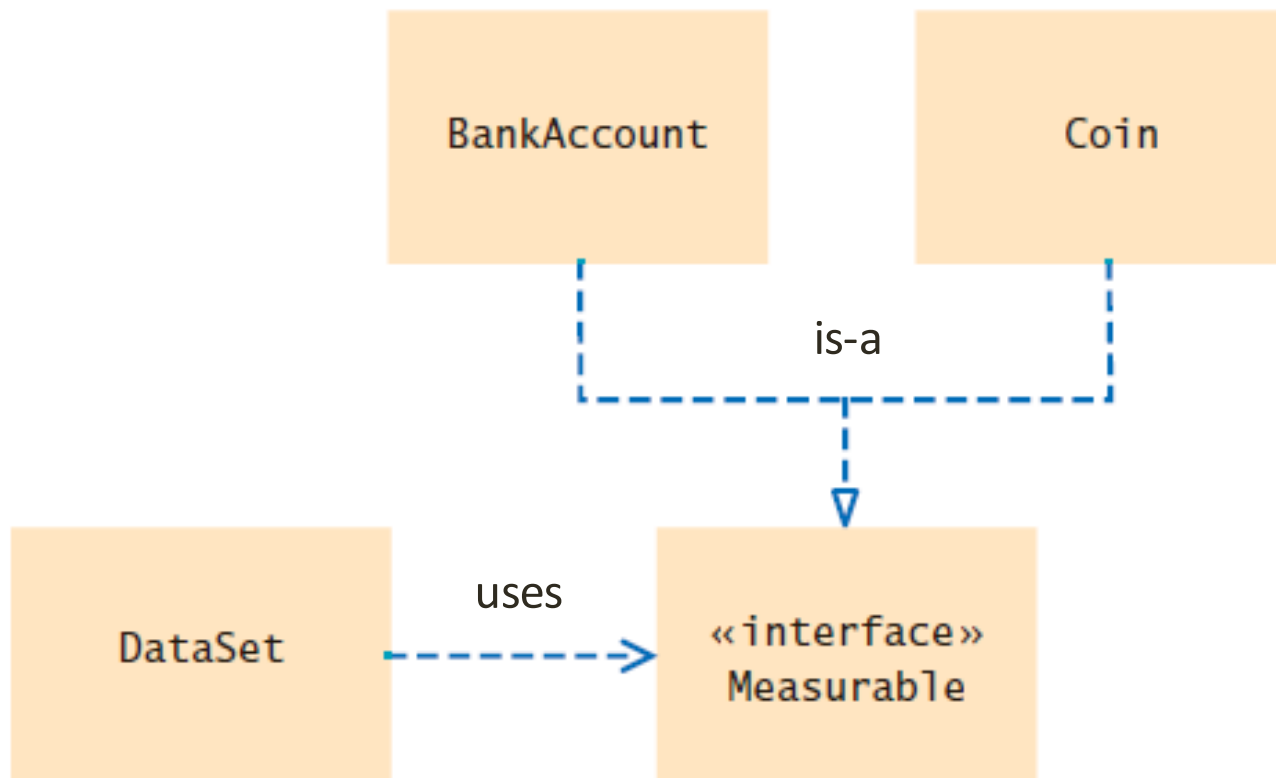 BankAccount
Coin
is-a
uses
DataSet
«interface»
Measurable